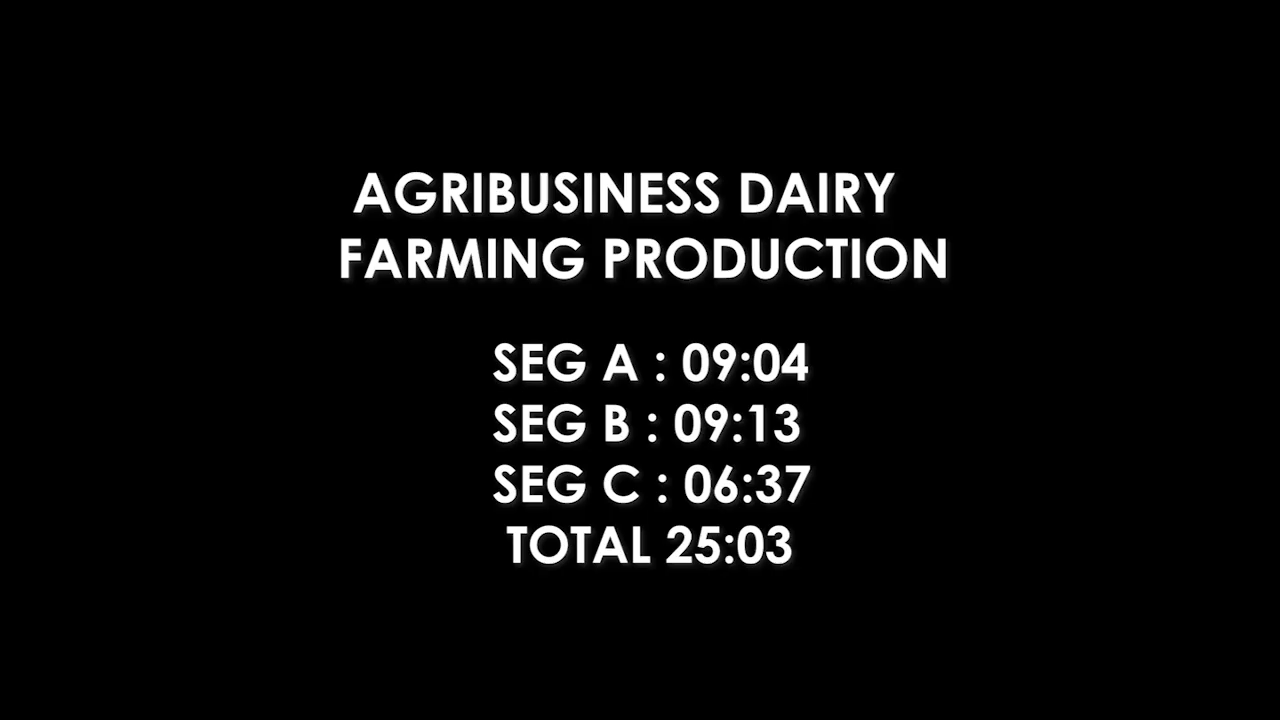 AGRIBUSINESS DAIRY
FARMING PRODUCTION
SEG A : 09:04
SEG B : 09:13
SEG C : 06:37
TOTAL 25:03